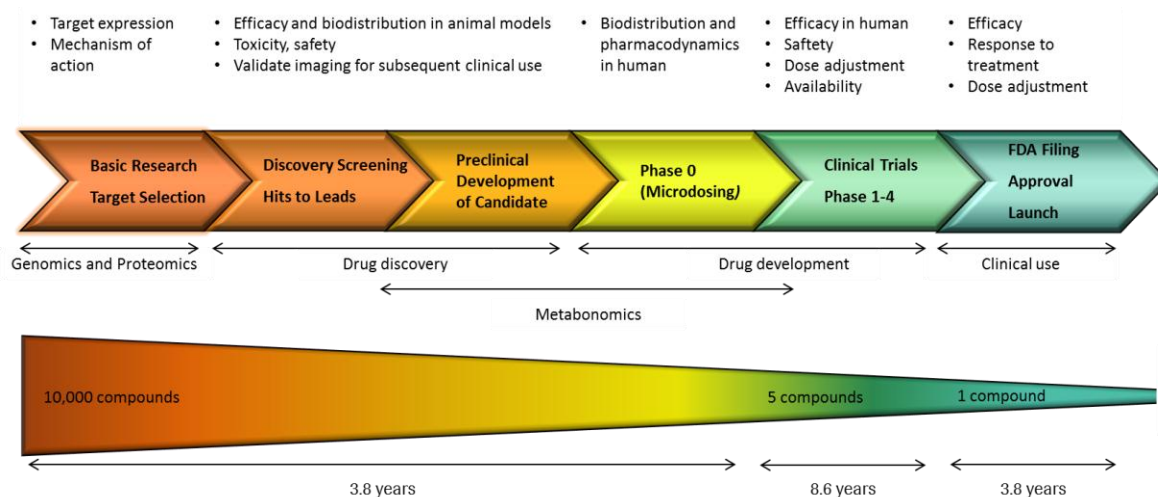 • Target expression
• Mechanism of
action
• Efficacy and biodistribution in animal models
• Toxicity, safety
• Validate imaging for subsequent clinical use
• Biodistribution and
pharmacodynamics
in human
• Efficacy in human
• Saftety
• Dose adjustment
• Availability
• Efficacy
• Response to
treatment
• Dose adjustment
Basic Research
Target Selection
Discovery Screening
Hits to Leads
Preclinical
Development
of Candidate
Phase 0
(Microdosing)
Clinical Trials
Phase 1-4
FDA Filing
Approval
Launch
Genomics and Proteomics
Drug discovery
Drug development
Clinical use
Metabonomics
10,000 compounds
5 compounds
1 compound
3.8 years
8.6 years
3.8 years